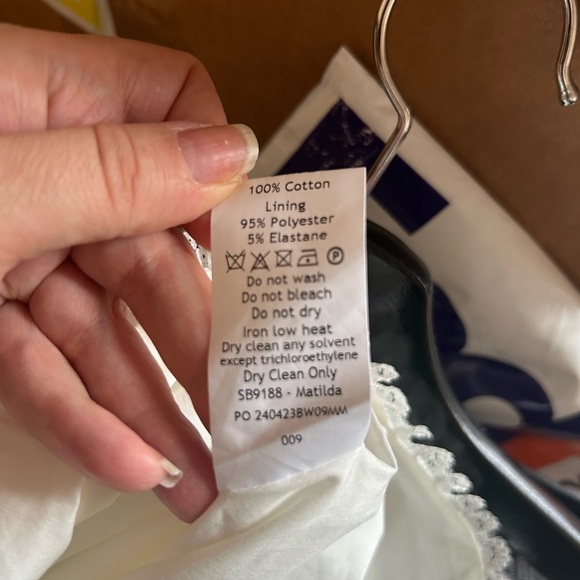 100% Cotton
Lining
95% Polyester
5% Elastane
Do not wash
Do not bleach
Do not dry
Iron low heat
Dry clean any solvent
except trichloroethylene
Dry Clean Only
SB9188 - Matilda
PO 240423BW09MM
009